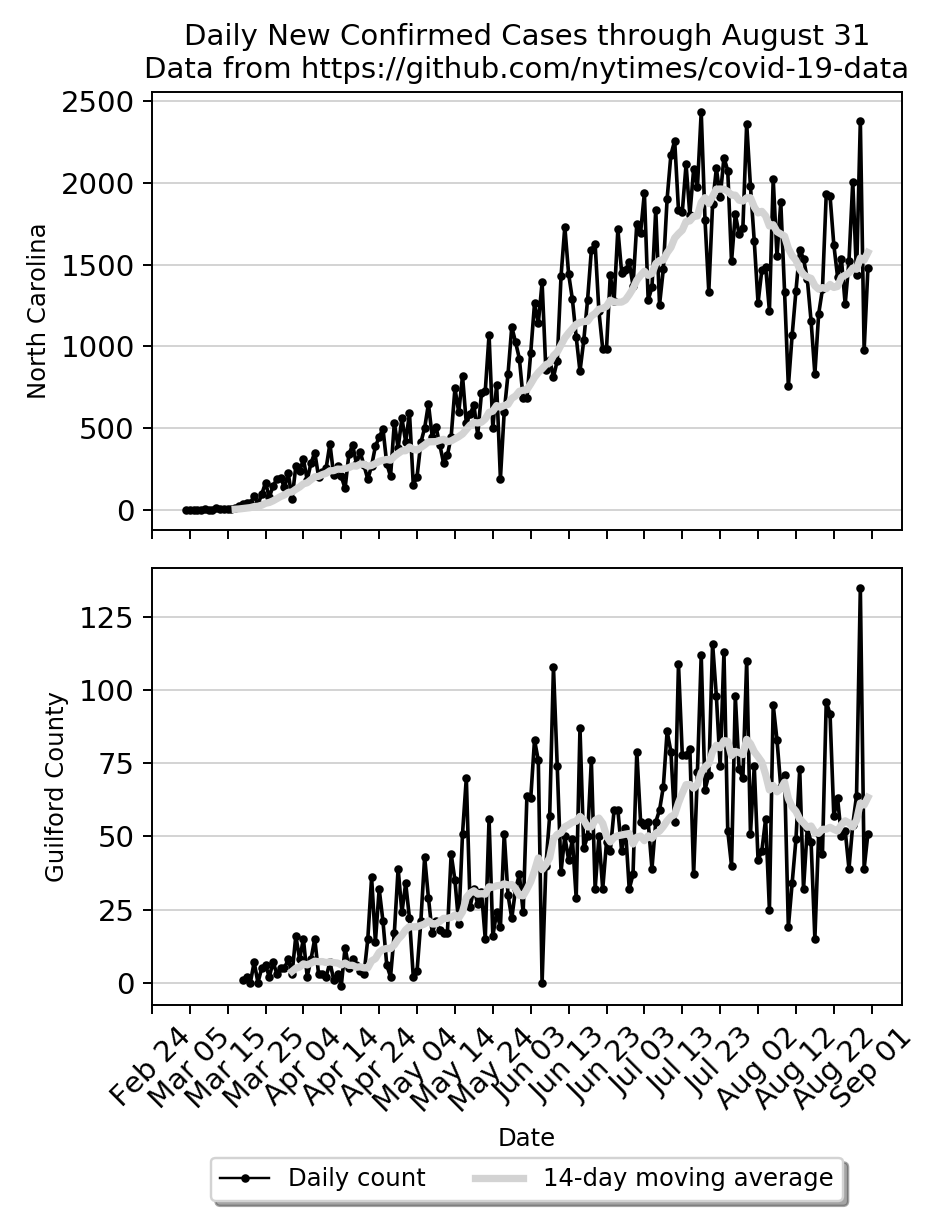 Daily New Confirmed Cases through August 31
Data from https://github.com/nytimes/covid-19-data
2500
2000
1500
1000
500
0
North Carolina
125
100
75
50
25
0
Guilford County
Feb 24
Mar 05
Mar 15
Mar 25
Apr 04
Apr 14
Apr 24
May 04
May 14
May 24
Jun 03
Jun 13
Jun 23
Jul 03
Jul 13
Jul 23
Aug 02
Aug 12
Aug 22
Sep 01
Date
Daily count
14-day moving average